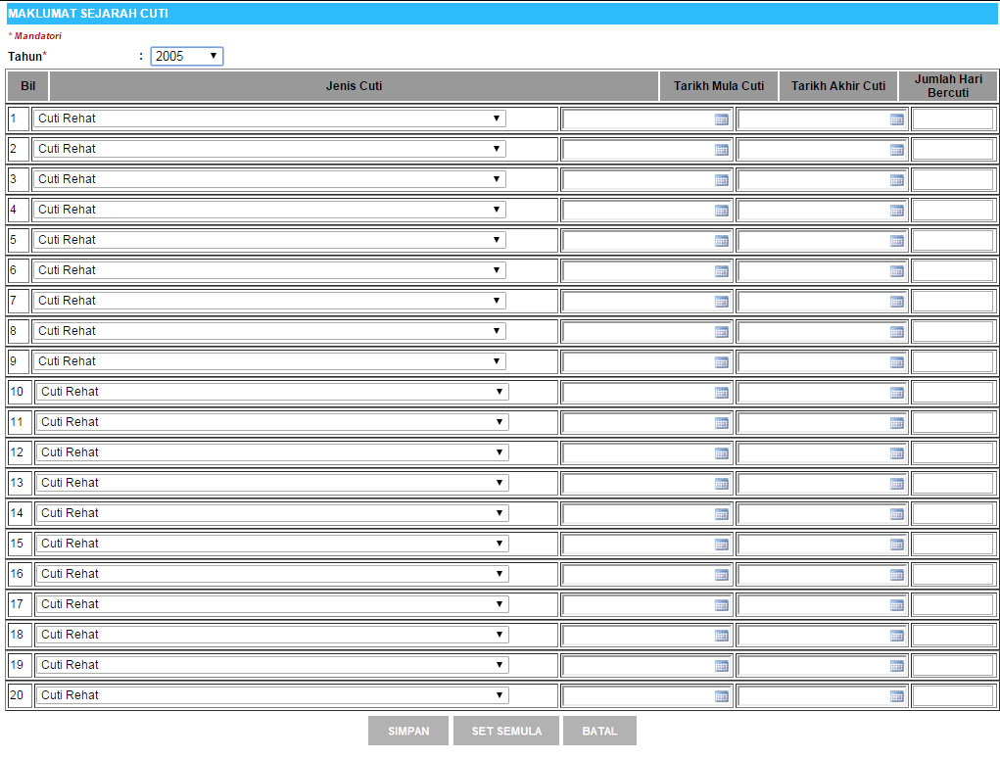 MAKLUMAT SEJARAH CUTI
* Mandatori
Tahun* : 2005
Bil Jenis Cuti Tarikh Mula Cuti Tarikh Akhir Cuti Jumlah Hari Bercuti
1 Cuti Rehat
2 Cuti Rehat
3 Cuti Rehat
4 Cuti Rehat
5 Cuti Rehat
6 Cuti Rehat
7 Cuti Rehat
8 Cuti Rehat
9 Cuti Rehat
10 Cuti Rehat
11 Cuti Rehat
12 Cuti Rehat
13 Cuti Rehat
14 Cuti Rehat
15 Cuti Rehat
16 Cuti Rehat
17 Cuti Rehat
18 Cuti Rehat
19 Cuti Rehat
20 Cuti Rehat
SIMPAN SET SEMULA BATAL